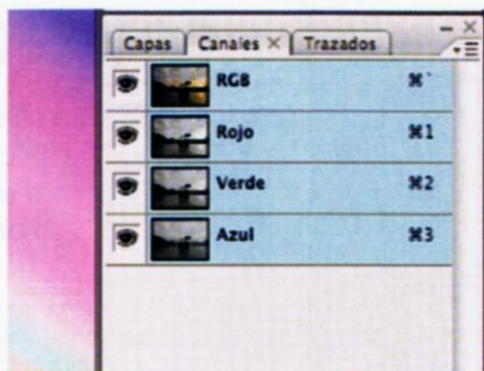 Capas Canales × Trazados
RGB ⌘`
Rojo ⌘1
Verde ⌘2
Azul ⌘3